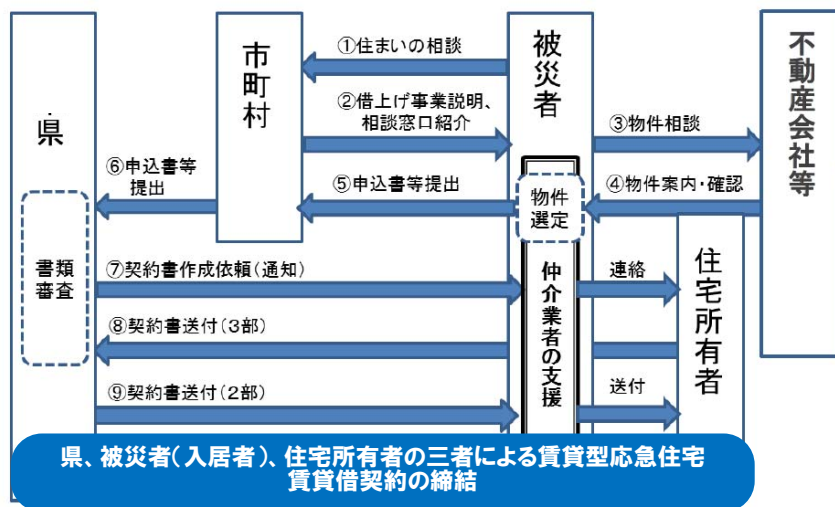 県
市町村
被災者
不動産会社等
①住まいの相談
②借上げ事業説明、
相談窓口紹介
③物件相談
④物件案内・確認
物件
選定
⑤申込書等提出
⑥申込書等
提出
書類
審査
住宅所有者
仲介業者の支援
⑦契約書作成依頼(通知)
連絡
⑧契約書送付(3部)
⑨契約書送付(2部)
送付
県、被災者(入居者)、住宅所有者の三者による賃貸型応急住宅
賃貸借契約の締結